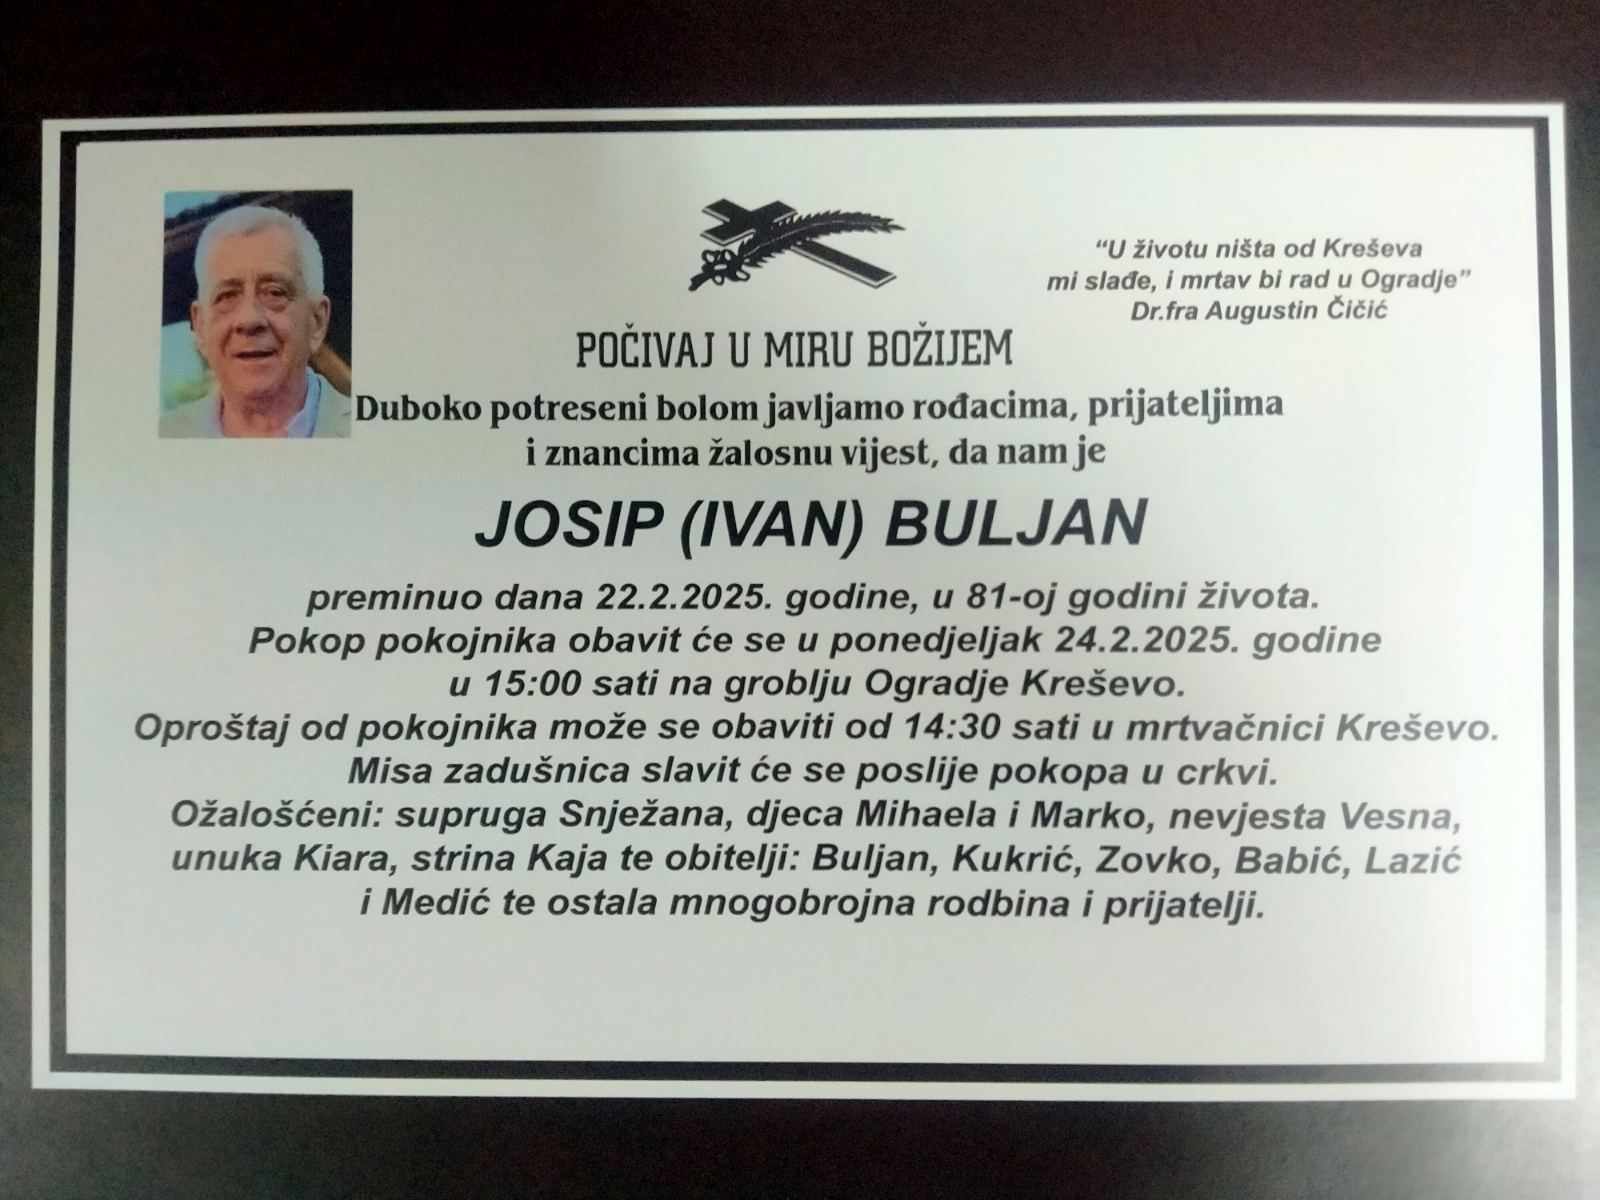 “U životu ništa od Kreševa
mi slađe, i mrtav bi rad u Ogradje”
Dr.fra Augustin Čičić
POČIVAJ U MIRU BOŽIJEM
Duboko potreseni bolom javljamo rođacima, prijateljima
i znancima žalosnu vijest, da nam je
JOSIP (IVAN) BULJAN
preminuo dana 22.2.2025. godine, u 81-oj godini života.
Pokop pokojnika obavit će se u ponedjeljak 24.2.2025. godine
u 15:00 sati na groblju Ogradje Kreševo.
Oproštaj od pokojnika može se obaviti od 14:30 sati u mrtvačnici Kreševo.
Misa zadušnica slavit će se poslije pokopa u crkvi.
Ožalošćeni: supruga Snježana, djeca Mihaela i Marko, nevjesta Vesna,
unuka Kiara, strina Kaja te obitelji: Buljan, Kukrić, Zovko, Babić, Lazić
i Medić te ostala mnogobrojna rodbina i prijatelji.